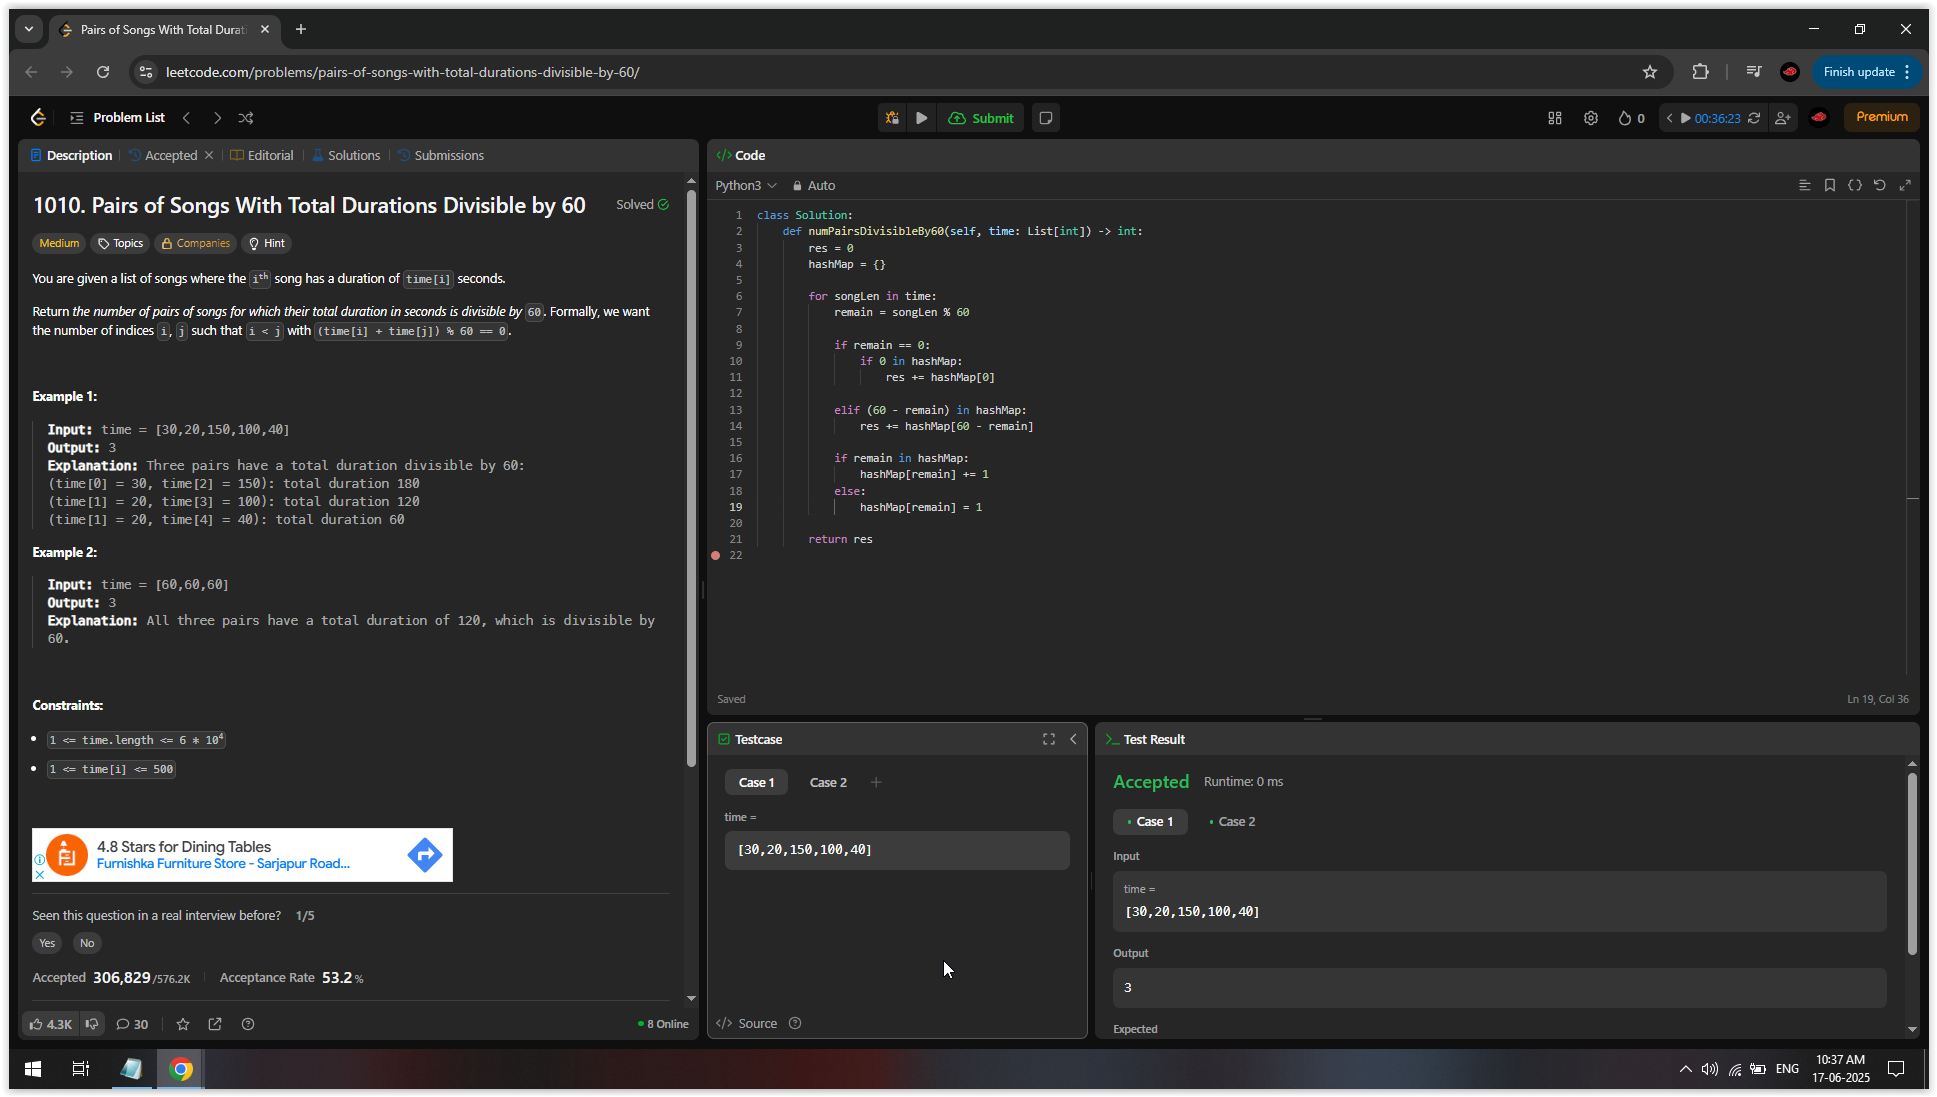 Pairs of Songs With Total Durati
leetcode.com/problems/pairs-of-songs-with-total-durations-divisible-by-60/
Finish update
Problem List
Submit
0
00:36:23
Premium
Description
Accepted
Editorial
Solutions
Submissions
1010. Pairs of Songs With Total Durations Divisible by 60
Solved
Medium
Topics
Companies
Hint
You are given a list of songs where the iᵗʰ song has a duration of time[i] seconds.
Return the number of pairs of songs for which their total duration in seconds is divisible by 60. Formally, we want
the number of indices i, j such that i < j with (time[i] + time[j]) % 60 == 0.
Example 1:
Input: time = [30,20,150,100,40]
Output: 3
Explanation: Three pairs have a total duration divisible by 60:
(time[0] = 30, time[2] = 150): total duration 180
(time[1] = 20, time[3] = 100): total duration 120
(time[1] = 20, time[4] = 40): total duration 60
Example 2:
Input: time = [60,60,60]
Output: 3
Explanation: All three pairs have a total duration of 120, which is divisible by
60.
Constraints:
1 <= time.length <= 6 * 10⁴
1 <= time[i] <= 500
4.8 Stars for Dining Tables
Furnishka Furniture Store - Sarjapur Road...
Seen this question in a real interview before? 1/5
Yes
No
Accepted 306,829/576.2K
Acceptance Rate 53.2 %
4.3K
30
8 Online
</> Code
Python3
Auto
1 class Solution:
2 def numPairsDivisibleBy60(self, time: List[int]) -> int:
3 res = 0
4 hashMap = {}
5
6 for songLen in time:
7 remain = songLen % 60
8
9 if remain == 0:
10 if 0 in hashMap:
11 res += hashMap[0]
12
13 elif (60 - remain) in hashMap:
14 res += hashMap[60 - remain]
15
16 if remain in hashMap:
17 hashMap[remain] += 1
18 else:
19 hashMap[remain] = 1
20
21 return res
22
Saved
Ln 19, Col 36
Testcase
Case 1
Case 2
time =
[30,20,150,100,40]
</> Source
Test Result
Accepted
Runtime: 0 ms
Case 1
Case 2
Input
time =
[30,20,150,100,40]
Output
3
Expected
ENG
10:37 AM
17-06-2025